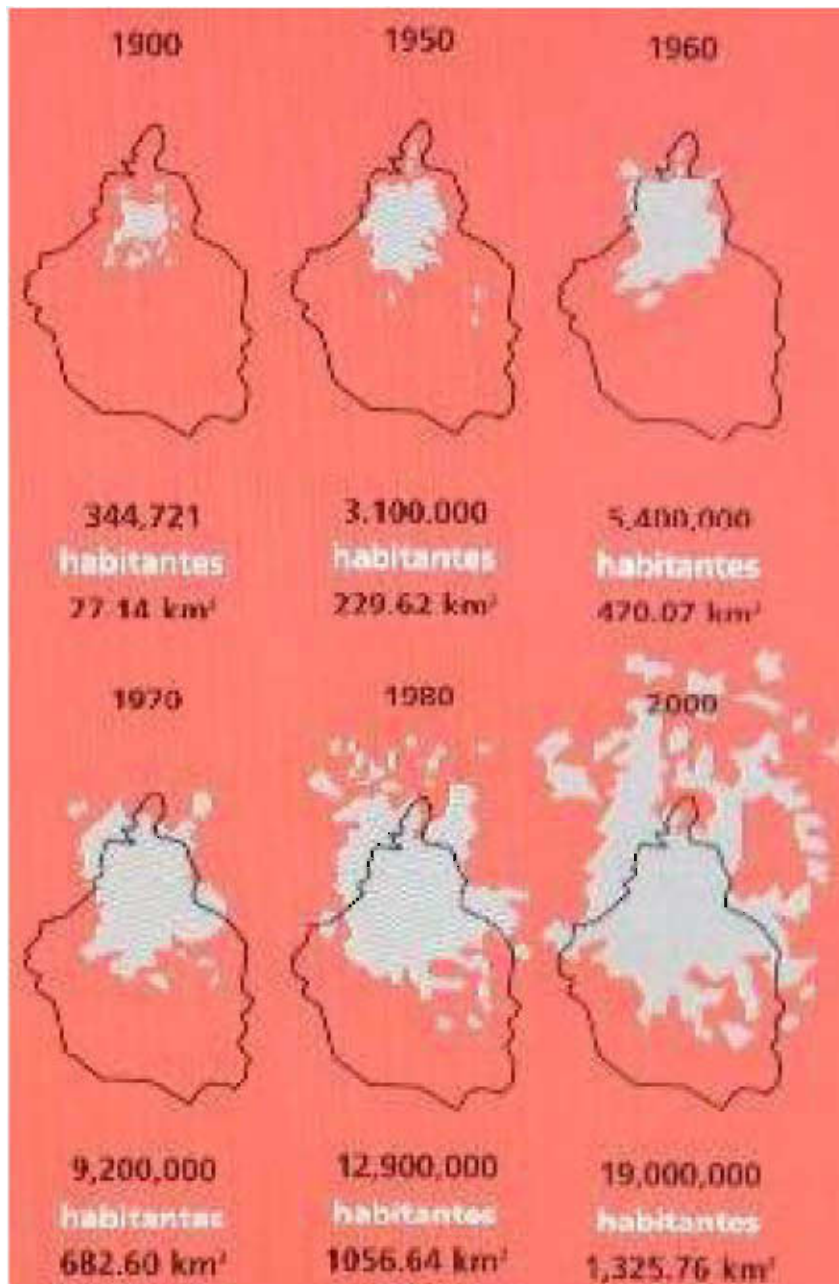 1900
1950
1960
344,721
habitantes
27.14 km²
3.100.000
habitantes
229.62 km²
5,400,000
habitantes
470.07 km²
1970
1980
2000
9,200,000
habitantes
682.60 km²
12,900,000
habitantes
1056.64 km²
19,000,000
habitantes
1,325.76 km²